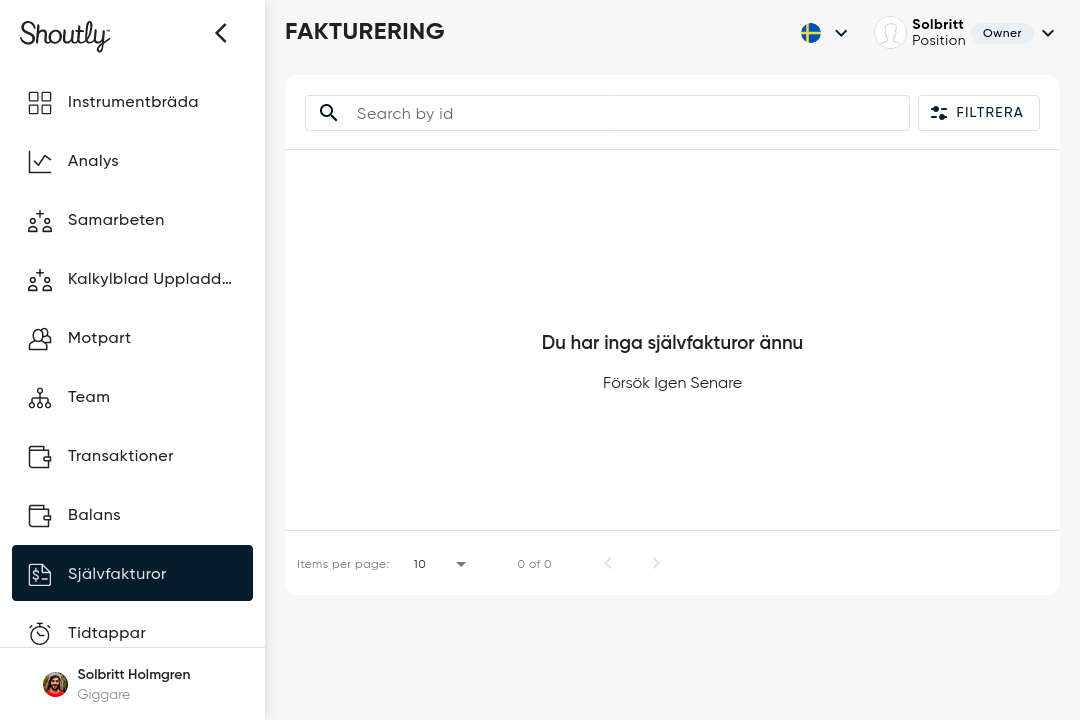 Shoutly
FAKTURERING
Solbritt
Position
Owner
Instrumentbräda
Analys
Samarbeten
Kalkylblad Uppladd...
Motpart
Team
Transaktioner
Balans
Självfakturor
Tidtappar
Solbritt Holmgren
Giggare
Search by id
FILTRERA
Du har inga självfakturor ännu
Försök Igen Senare
Items per page: 10 0 of 0